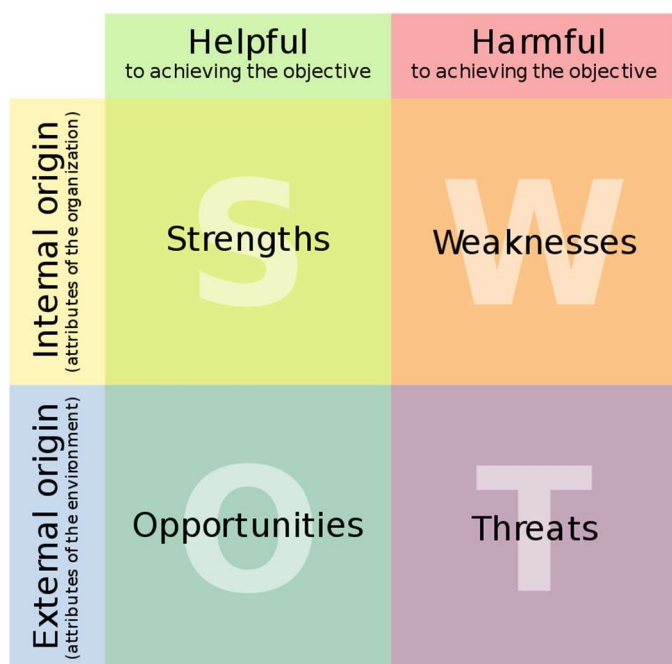 Helpful
to achieving the objective
Harmful
to achieving the objective
Internal origin
(attributes of the organization)
S
Strengths
W
Weaknesses
External origin
(attributes of the environment)
O
Opportunities
T
Threats